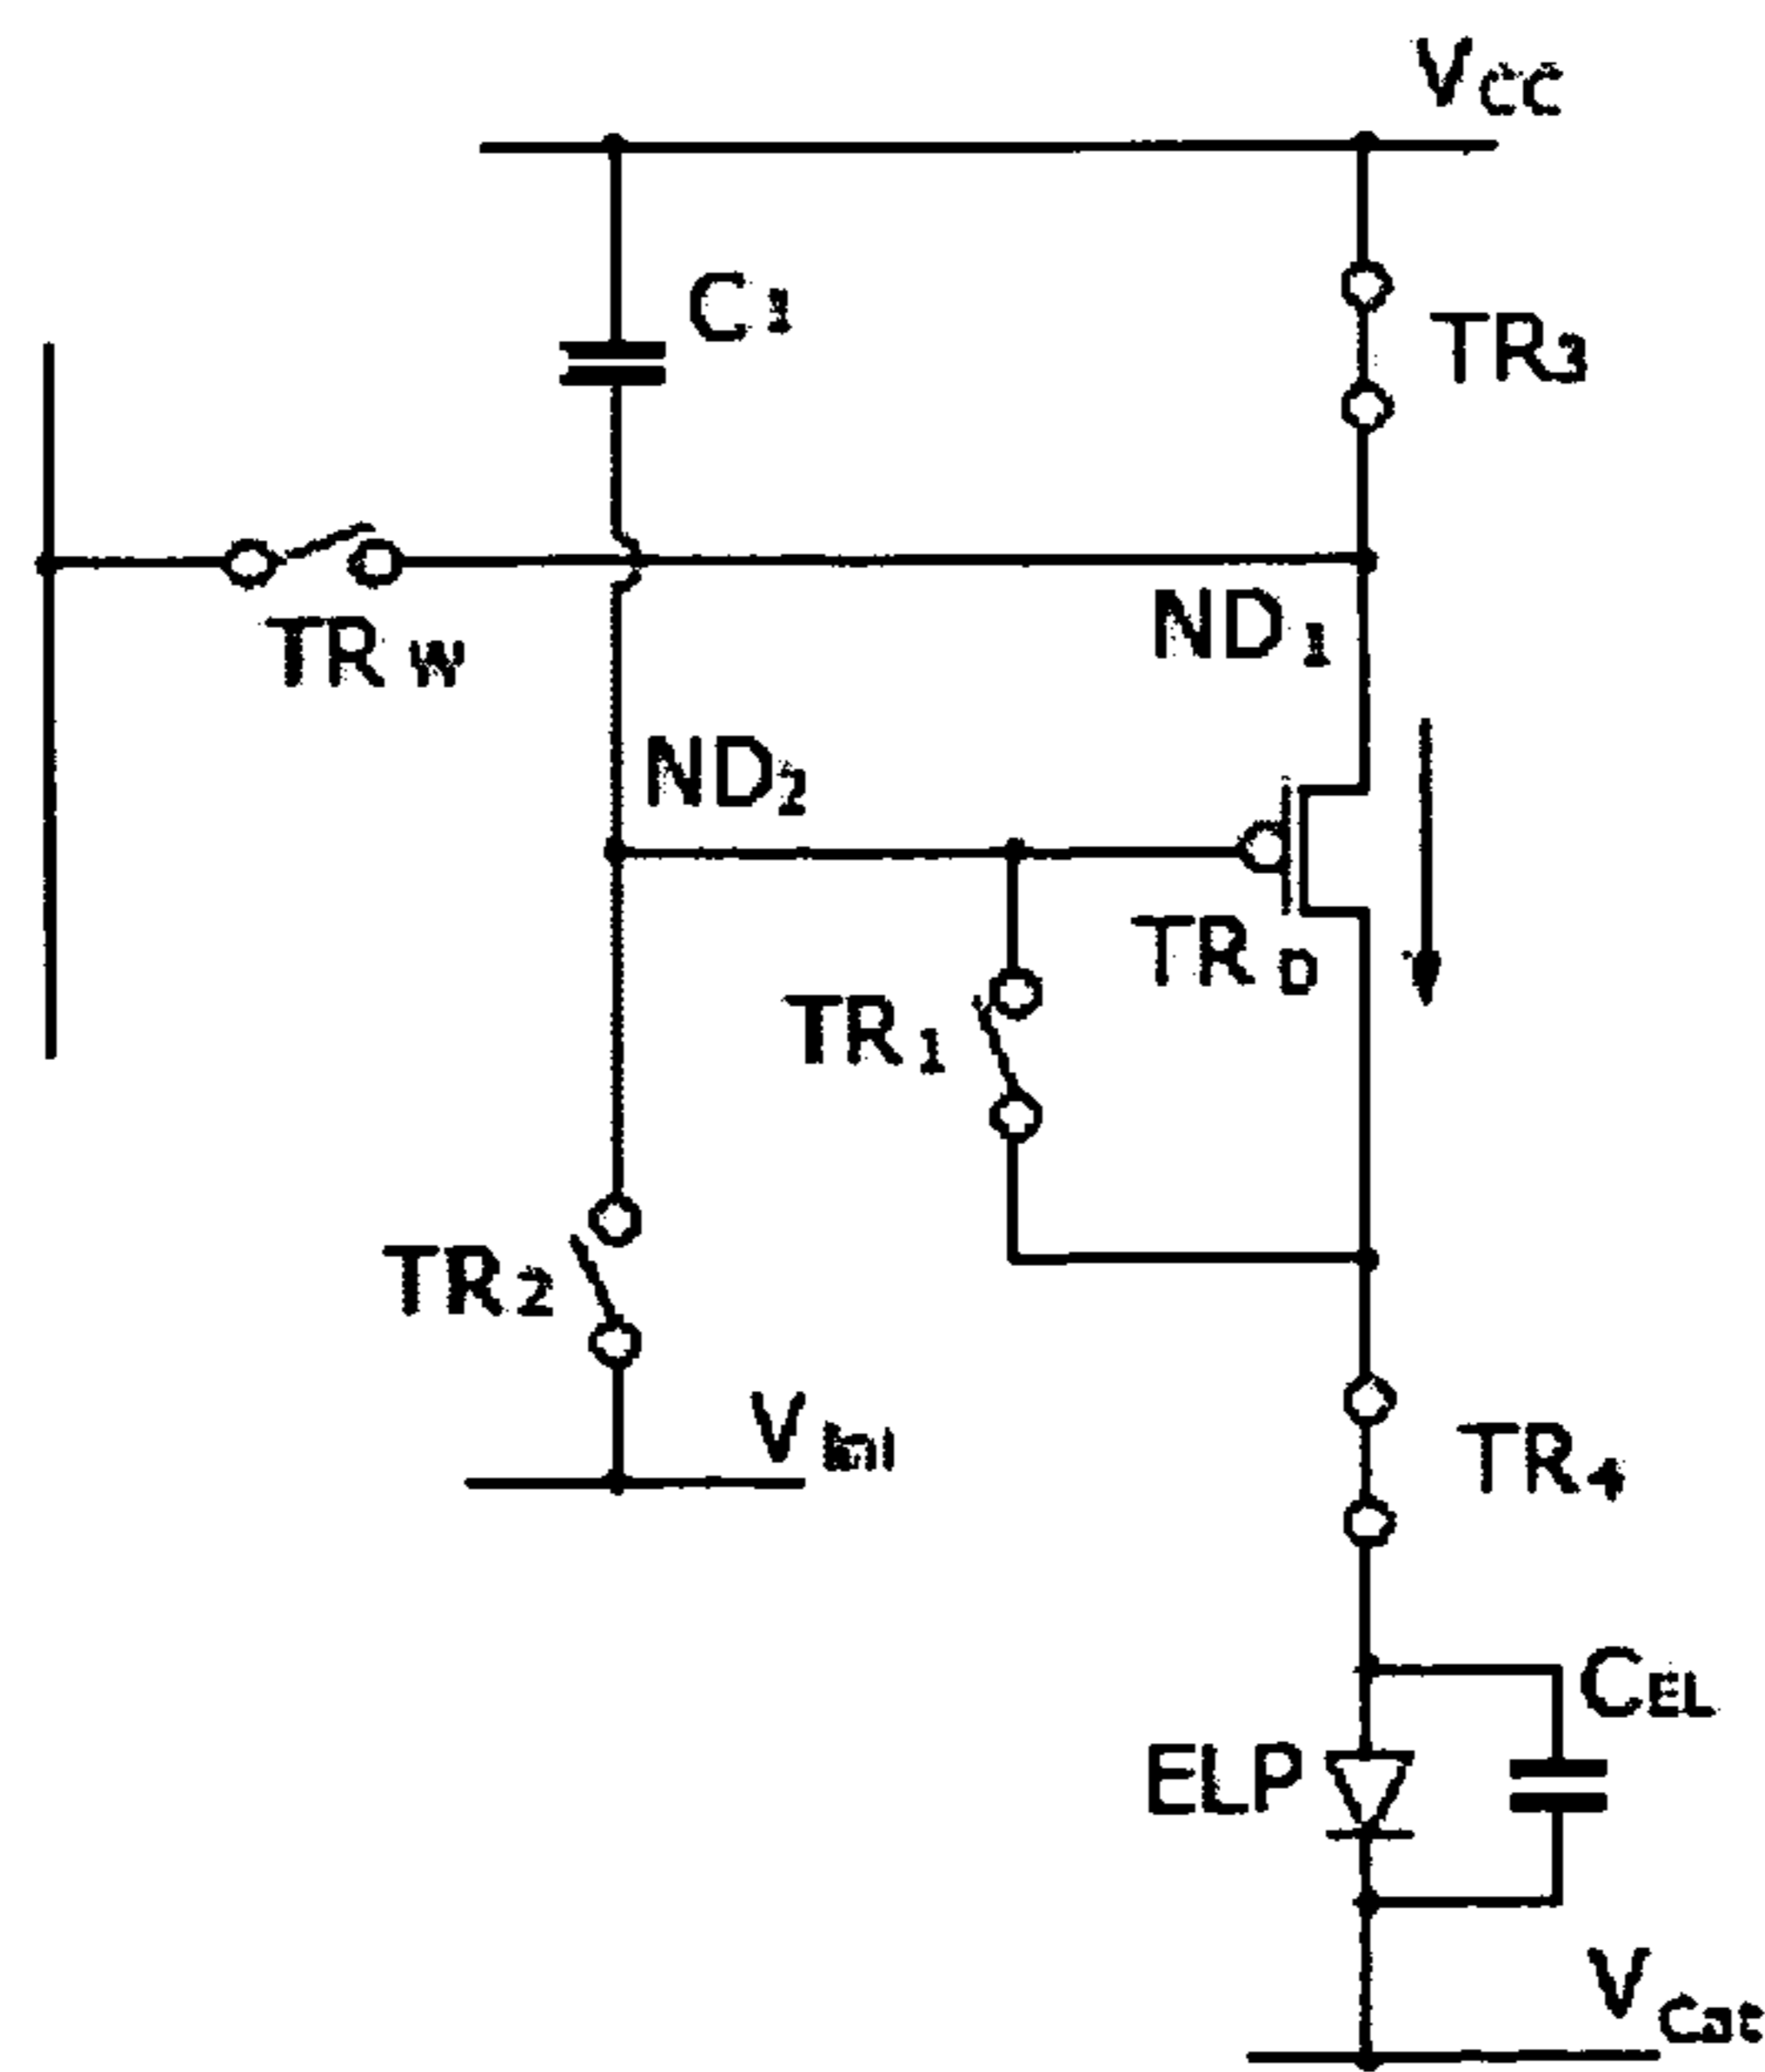 VCC
C1
TR3
TRW
ND1
ND2
TRD
TR1
TR2
VIni
TR4
CEL
ELP
VCat